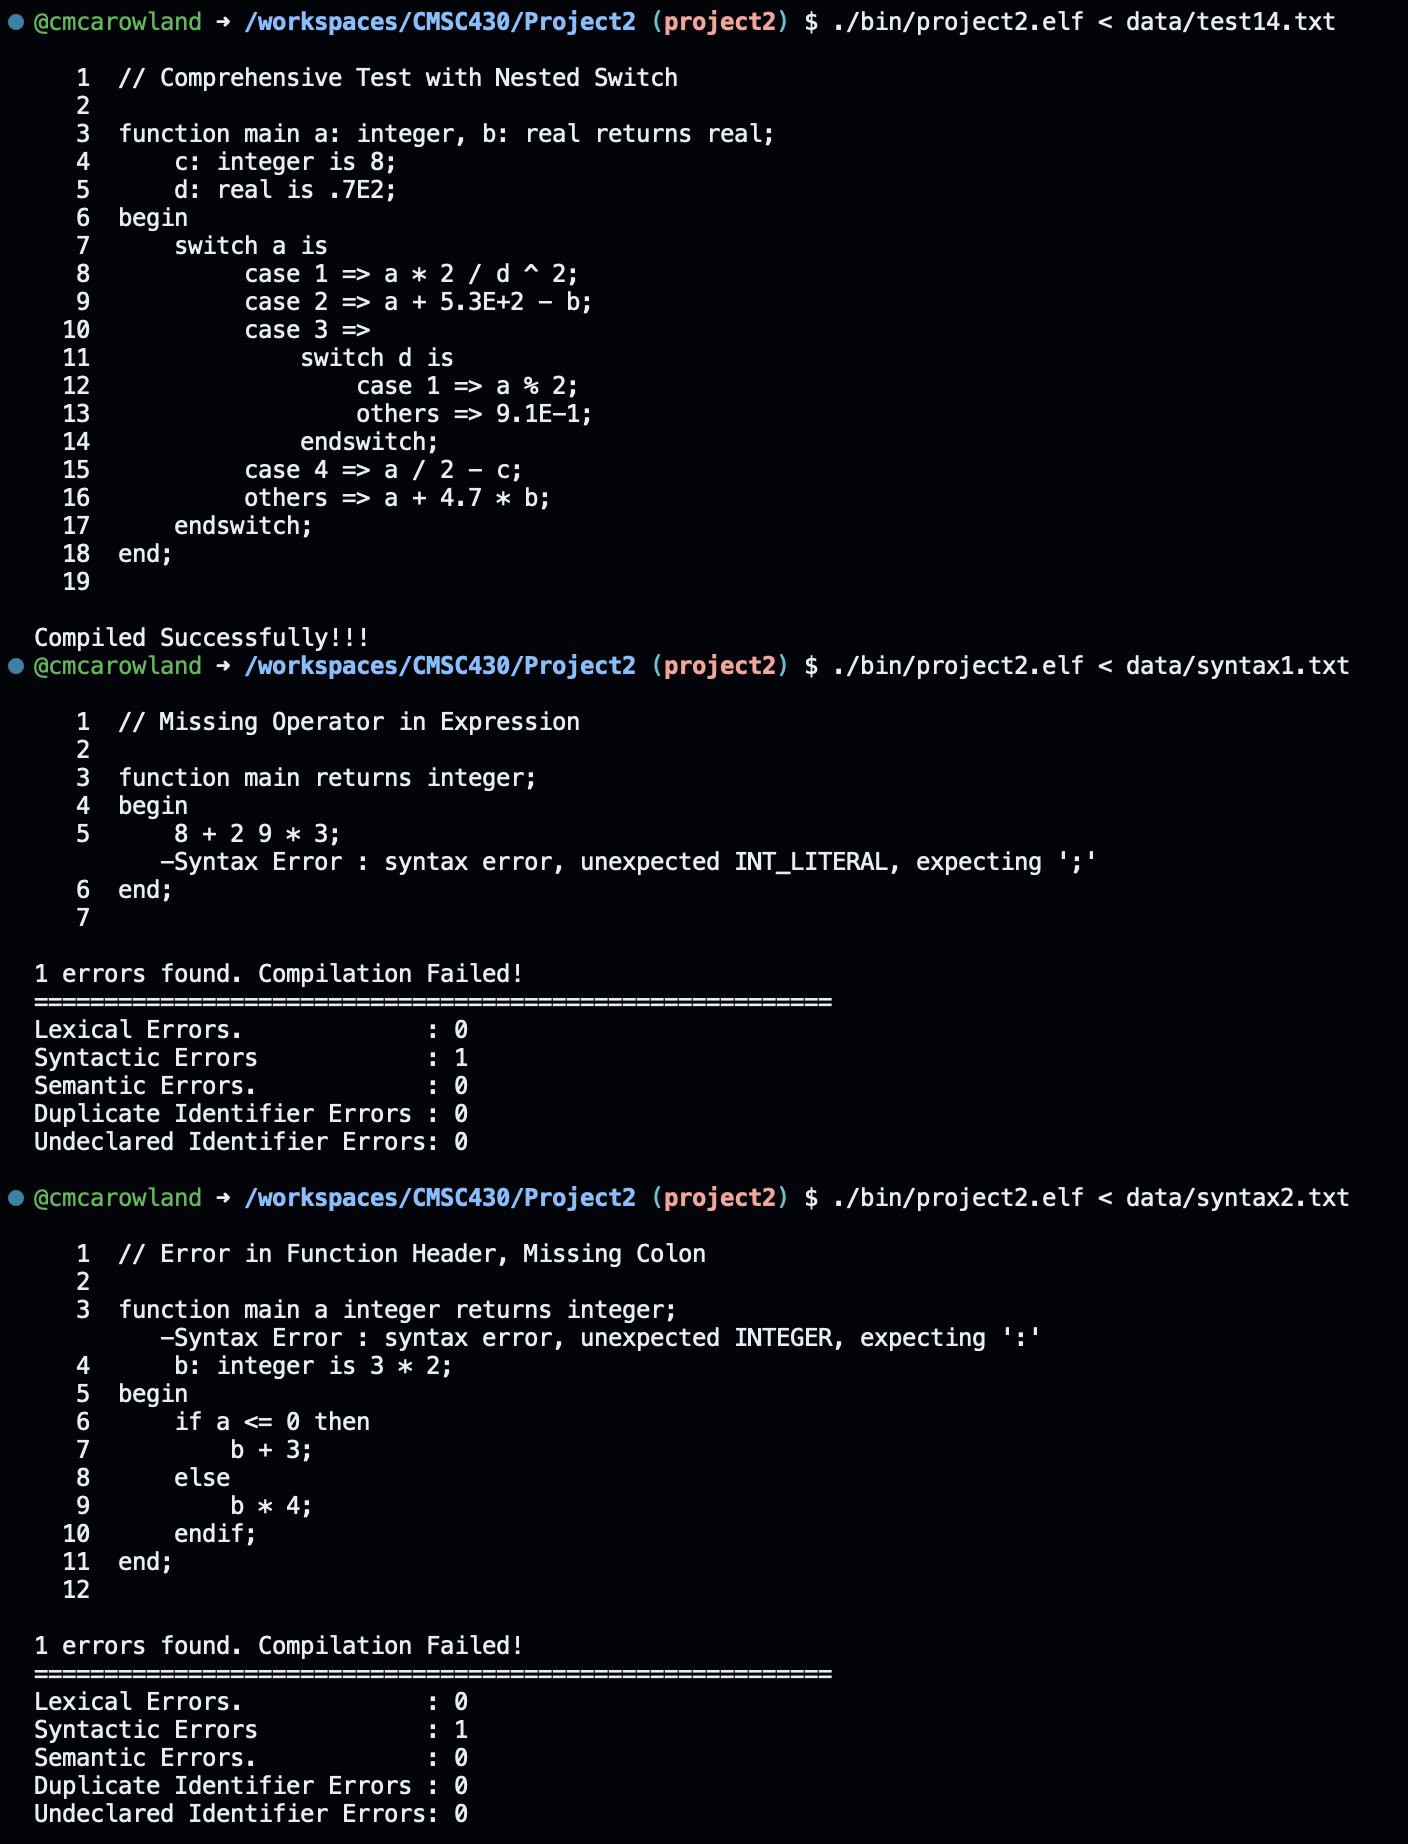 @cmcarowland → /workspaces/CMSC430/Project2 (project2) $ ./bin/project2.elf < data/test14.txt
1  // Comprehensive Test with Nested Switch
2
3  function main a: integer, b: real returns real;
4      c: integer is 8;
5      d: real is .7E2;
6  begin
7      switch a is
8           case 1 => a * 2 / d ^ 2;
9           case 2 => a + 5.3E+2 - b;
10           case 3 =>
11               switch d is
12                   case 1 => a % 2;
13                   others => 9.1E-1;
14               endswitch;
15           case 4 => a / 2 - c;
16           others => a + 4.7 * b;
17      endswitch;
18  end;
19
Compiled Successfully!!!
@cmcarowland → /workspaces/CMSC430/Project2 (project2) $ ./bin/project2.elf < data/syntax1.txt
1  // Missing Operator in Expression
2
3  function main returns integer;
4  begin
5      8 + 2 9 * 3;
-Syntax Error : syntax error, unexpected INT_LITERAL, expecting ';'
6  end;
7
1 errors found. Compilation Failed!
=========================================================
Lexical Errors.             : 0
Syntactic Errors            : 1
Semantic Errors.            : 0
Duplicate Identifier Errors : 0
Undeclared Identifier Errors: 0
@cmcarowland → /workspaces/CMSC430/Project2 (project2) $ ./bin/project2.elf < data/syntax2.txt
1  // Error in Function Header, Missing Colon
2
3  function main a integer returns integer;
-Syntax Error : syntax error, unexpected INTEGER, expecting ':'
4      b: integer is 3 * 2;
5  begin
6      if a <= 0 then
7          b + 3;
8      else
9          b * 4;
10      endif;
11  end;
12
1 errors found. Compilation Failed!
=========================================================
Lexical Errors.             : 0
Syntactic Errors            : 1
Semantic Errors.            : 0
Duplicate Identifier Errors : 0
Undeclared Identifier Errors: 0